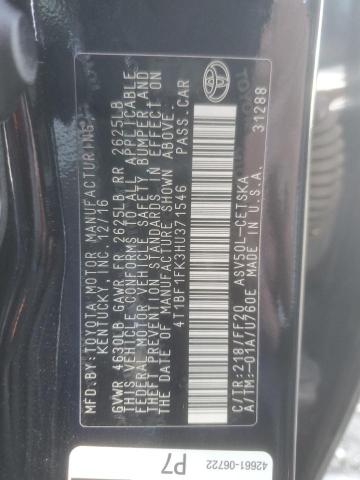 MFD.BY:TOYOTA MOTOR MANUFACTURING,
KENTUCKY, INC. 12/16
GVWR 4630LB GAWR FR 2625LB RR 2625LB
THIS VEHICLE CONFORMS TO ALL APPLICABLE
FEDERAL MOTOR VEHICLE SAFETY, BUMPER, AND
THEFT PREVENTION STANDARDS IN EFFECT ON
THE DATE OF MANUFACTURE SHOWN ABOVE.
4T1BF1FK3HU371546 PASS.CAR
C/TR:218/FF20 ASV50L-CETSKA
A/TM:-01A/U760E MADE IN U.S.A. 31288
TOYOTA
42661-06722
P7